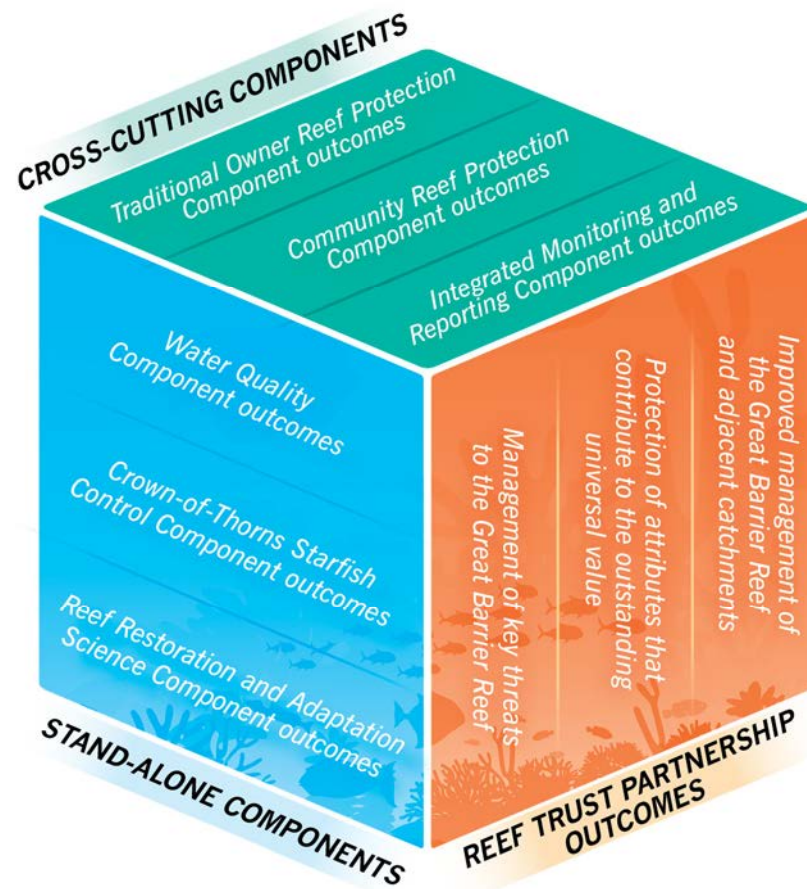 CROSS-CUTTING COMPONENTS
Traditional Owner Reef Protection
Component outcomes
Community Reef Protection
Component outcomes
Integrated Monitoring and
Reporting Component outcomes
Water Quality
Component outcomes
Crown-of-Thorns Starfish
Control Component outcomes
Reef Restoration and Adaptation
Science Component outcomes
STAND-ALONE COMPONENTS
Management of key threats
to the Great Barrier Reef
Protection of attributes that
contribute to the outstanding
universal value
Improved management of
the Great Barrier Reef
and adjacent catchments
REEF TRUST PARTNERSHIP
OUTCOMES